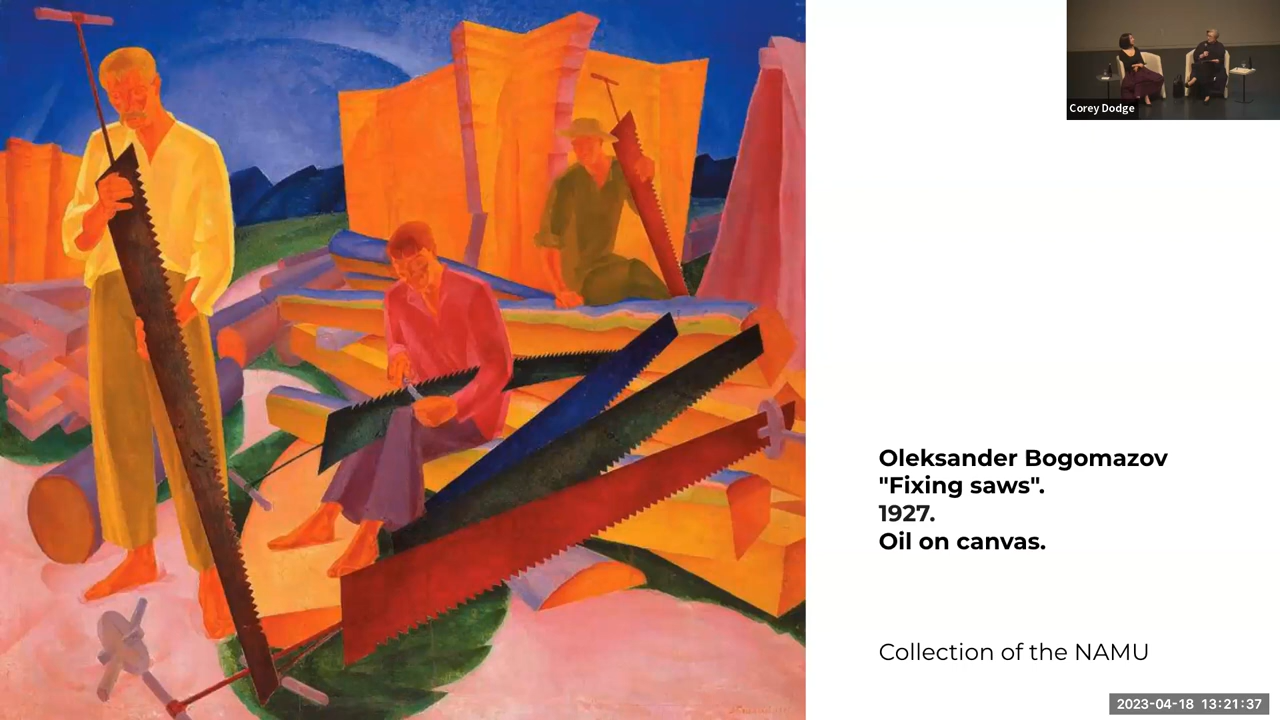 Corey Dodge
Oleksander Bogomazov
"Fixing saws".
1927.
Oil on canvas.
Collection of the NAMU
2023-04-18 13:21:37